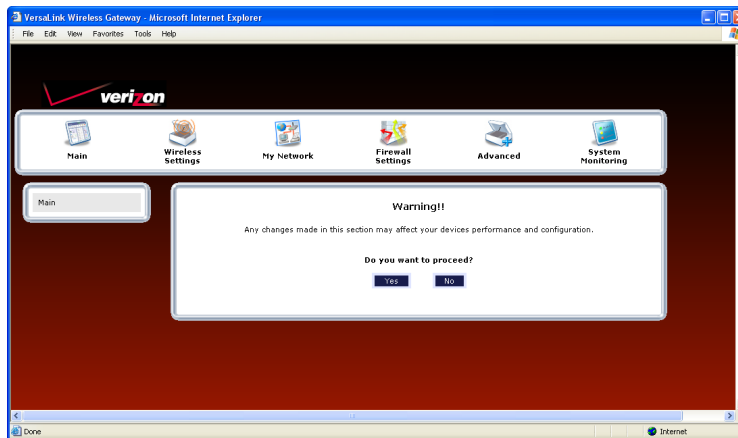 VersaLink Wireless Gateway - Microsoft Internet Explorer
File Edit View Favorites Tools Help
verizon
Main
Wireless Settings
My Network
Firewall Settings
Advanced
System Monitoring
Main
Warning!!
Any changes made in this section may affect your devices performance and configuration.
Do you want to proceed?
Yes No
Done
Internet